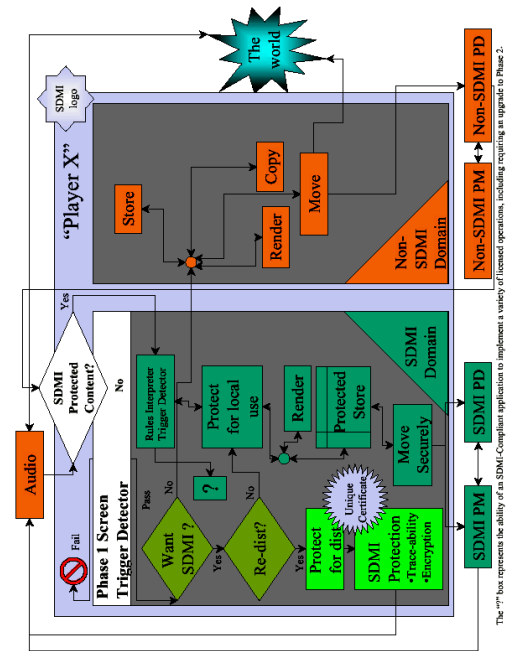 The
world
SDMI
logo
"Player X"
Non-SDMI PD
Non-SDMI PM
Store
Copy
Render
Move
Non-
SDMI
Domain
Audio
SDMI
Protected
Content?
Yes
No
Fail
Phase 1 Screen
Trigger Detector
Pass
Rules Interpreter
Trigger Detector
?
Want
SDMI ?
No
Yes
Protect
for local
use
Render
Protected
Store
Move
Securely
SDMI
Domain
Re-dist?
No
Yes
Protect
for dist
Unique
Certificate
SDMI
Protection
•Trace-ability
•Encryption
SDMI PD
SDMI PM
The "?" box represents the ability of an SDMI-Compliant application to implement a variety of licensed operations, including requiring an upgrade to Phase 2-